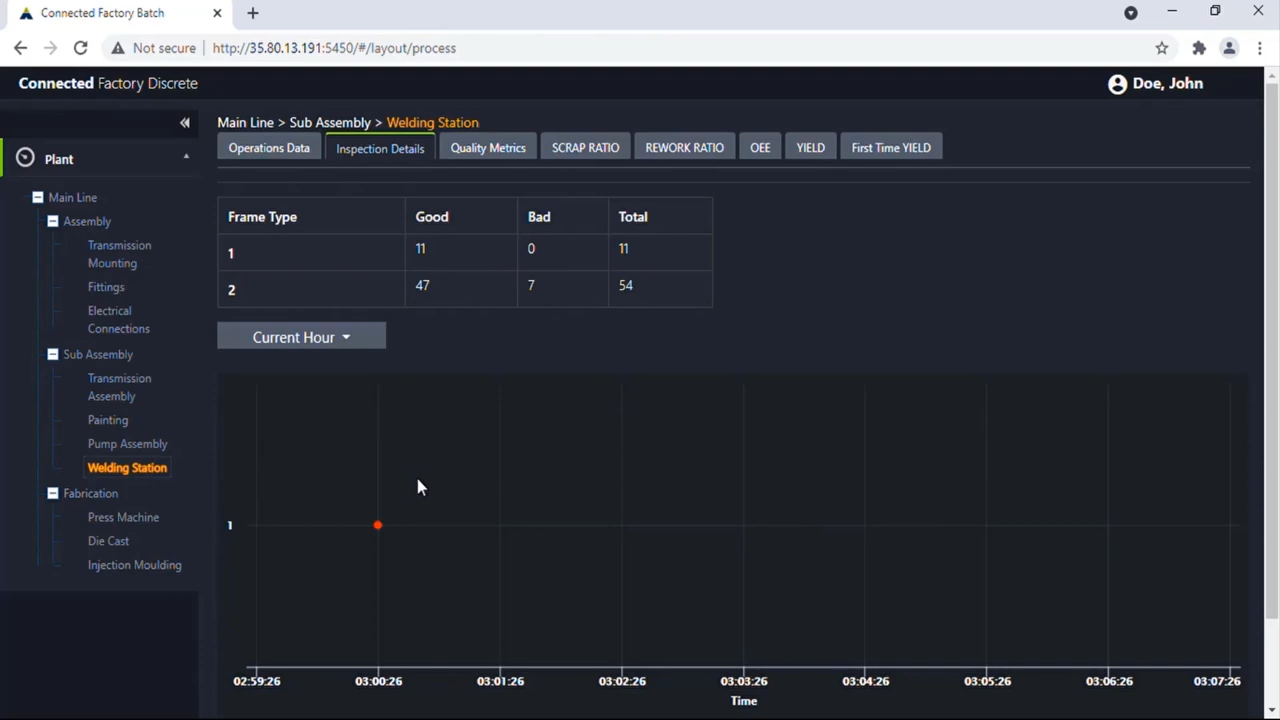 Connected Factory Batch
Not secure
http://35.80.13.191:5450/#/layout/process
Connected Factory Discrete
Doe, John
Plant
Main Line
Assembly
Transmission
Mounting
Fittings
Electrical
Connections
Sub Assembly
Transmission
Assembly
Painting
Pump Assembly
Welding Station
Fabrication
Press Machine
Die Cast
Injection Moulding
Main Line > Sub Assembly > Welding Station
Operations Data Inspection Details Quality Metrics SCRAP RATIO REWORK RATIO OEE YIELD First Time YIELD
Frame Type Good Bad Total
1 11 0 11
2 47 7 54
Current Hour
1
02:59:26 03:00:26 03:01:26 03:02:26 03:03:26 03:04:26 03:05:26 03:06:26 03:07:26
Time